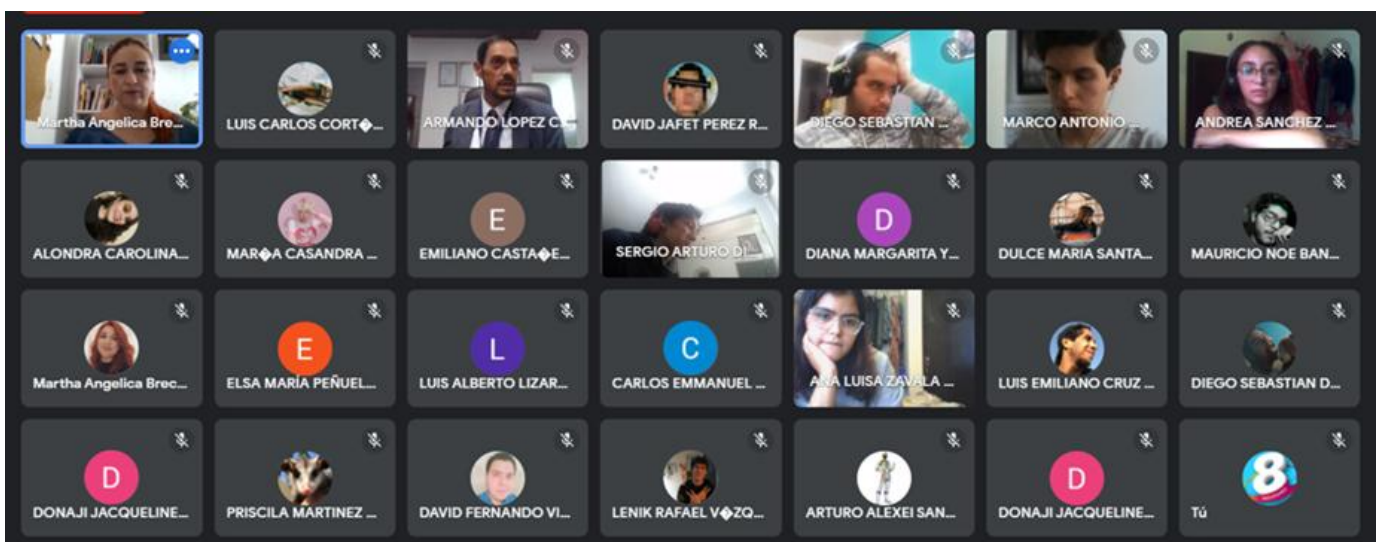 Martha Angelica Bre...
LUIS CARLOS CORT�...
ARMANDO LOPEZ C...
DAVID JAFET PEREZ R...
DIEGO SEBASTIAN ...
MARCO ANTONIO ...
ANDREA SANCHEZ ...
ALONDRA CAROLINA...
MAR�A CASANDRA ...
E
EMILIANO CASTA�E...
SERGIO ARTURO DI...
D
DIANA MARGARITA Y...
DULCE MARIA SANTA...
MAURICIO NOE BAN...
Martha Angelica Brec...
E
ELSA MARÍA PEÑUEL...
L
LUIS ALBERTO LIZAR...
C
CARLOS EMMANUEL ...
ANA LUISA ZAVALA ...
LUIS EMILIANO CRUZ ...
DIEGO SEBASTIAN D...
D
DONAJI JACQUELINE...
PRISCILA MARTINEZ ...
DAVID FERNANDO VI...
LENIK RAFAEL V�ZQ...
ARTURO ALEXEI SAN...
D
DONAJI JACQUELINE...
8
Tú